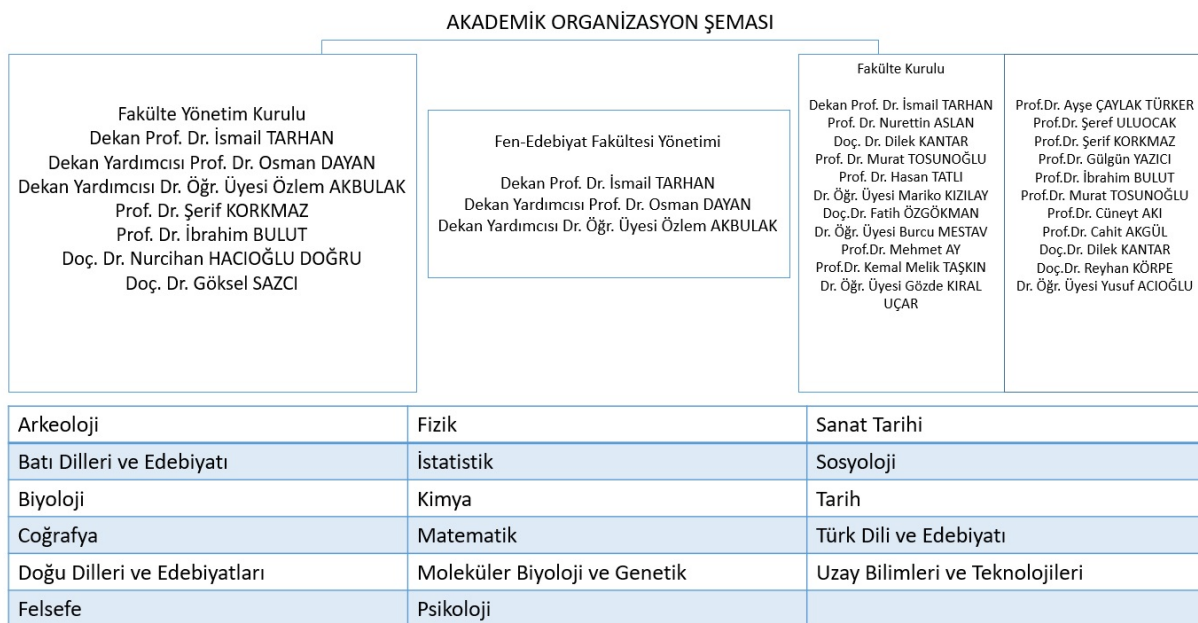 AKADEMİK ORGANİZASYON ŞEMASI
Fakülte Yönetim Kurulu
Dekan Prof. Dr. İsmail TARHAN
Dekan Yardımcısı Prof. Dr. Osman DAYAN
Dekan Yardımcısı Dr. Öğr. Üyesi Özlem AKBULAK
Prof. Dr. Şerif KORKMAZ
Prof. Dr. İbrahim BULUT
Doç. Dr. Nurcihan HACIOĞLU DOĞRU
Doç. Dr. Göksel SAZCI
Fen-Edebiyat Fakültesi Yönetimi
Dekan Prof. Dr. İsmail TARHAN
Dekan Yardımcısı Prof. Dr. Osman DAYAN
Dekan Yardımcısı Dr. Öğr. Üyesi Özlem AKBULAK
Fakülte Kurulu
Dekan Prof. Dr. İsmail TARHAN
Prof. Dr. Nurettin ASLAN
Doç. Dr. Dilek KANTAR
Prof. Dr. Murat TOSUNOĞLU
Prof. Dr. Hasan TATLI
Dr. Öğr. Üyesi Mariko KIZILAY
Doç.Dr. Fatih ÖZGÖKMAN
Dr. Öğr. Üyesi Burcu MESTAV
Prof.Dr. Mehmet AY
Prof.Dr. Kemal Melik TAŞKIN
Dr. Öğr. Üyesi Gözde KIRAL
UÇAR
Prof.Dr. Ayşe ÇAYLAK TÜRKER
Prof.Dr. Şeref ULUOCAK
Prof.Dr. Şerif KORKMAZ
Prof.Dr. Gülgün YAZICI
Prof.Dr. İbrahim BULUT
Prof.Dr. Murat TOSUNOĞLU
Prof.Dr. Cüneyt AKI
Prof.Dr. Cahit AKGÜL
Doç.Dr. Dilek KANTAR
Doç.Dr. Reyhan KÖRPE
Dr. Öğr. Üyesi Yusuf ACIOĞLU
Arkeoloji
Fizik
Sanat Tarihi
Batı Dilleri ve Edebiyatı
İstatistik
Sosyoloji
Biyoloji
Kimya
Tarih
Coğrafya
Matematik
Türk Dili ve Edebiyatı
Doğu Dilleri ve Edebiyatları
Moleküler Biyoloji ve Genetik
Uzay Bilimleri ve Teknolojileri
Felsefe
Psikoloji